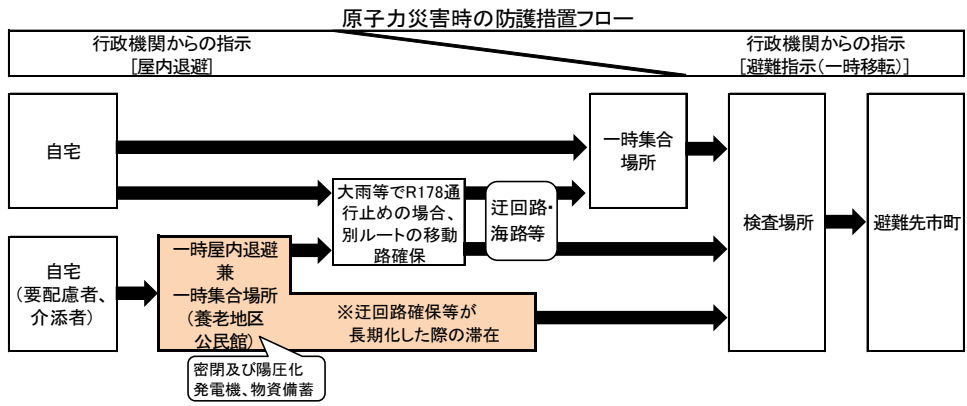 原子力災害時の防護措置フロー
行政機関からの指示
[屋内退避]
行政機関からの指示
[避難指示(一時移転)]
自宅
一時集合
場所
大雨等でR178通
行止めの場合、
別ルートの移動
路確保
迂回路・
海路等
検査場所
避難先市町
自宅
(要配慮者、
介添者)
一時屋内退避
兼
一時集合場所
(養老地区
公民館)
※迂回路確保等が
長期化した際の滞在
密閉及び陽圧化
発電機、物資備蓄